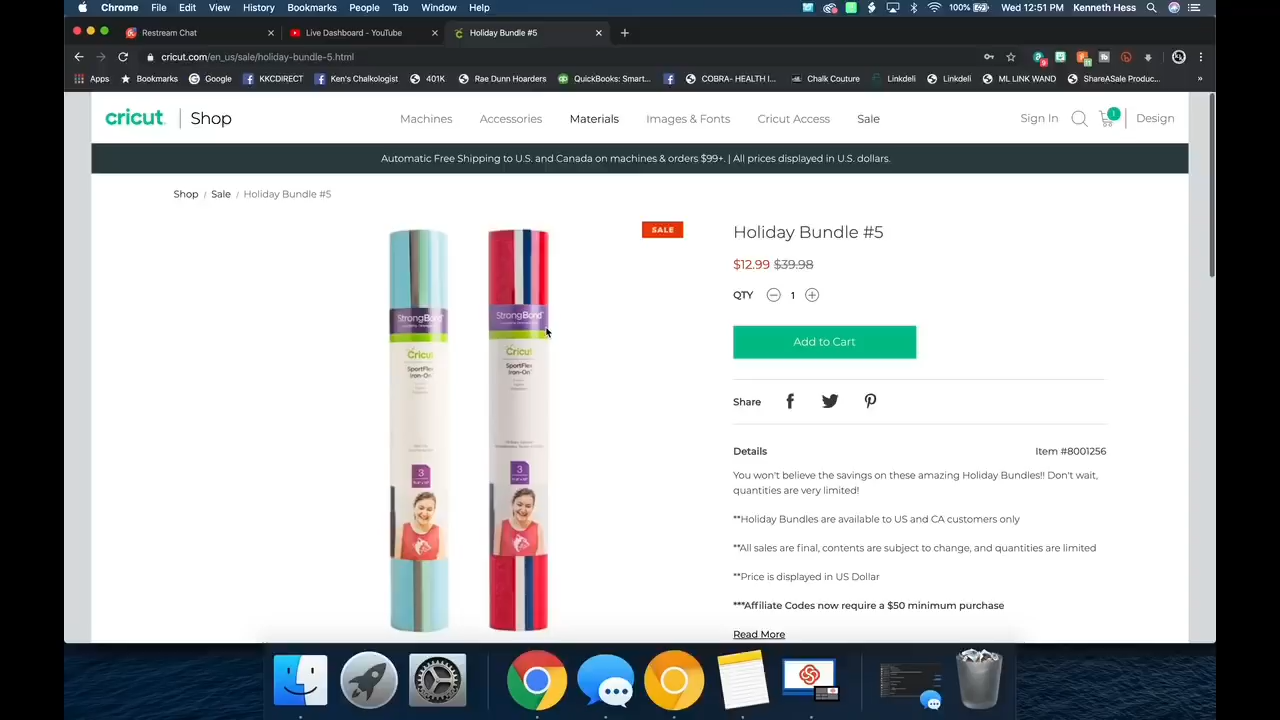 Chrome File Edit View History Bookmarks People Tab Window Help 100% Wed 12:51 PM Kenneth Hess
Restream Chat Live Dashboard - YouTube Holiday Bundle #5
cricut.com/en_us/sale/holiday-bundle-5.html
Apps Bookmarks Google KKCDIRECT Ken's Chalkologist 401K Rae Dunn Hoarders QuickBooks: Smart... COBRA- HEALTH I... Chalk Couture Linkdeli Linkdeli ML LINK WAND ShareASale Produc...
cricut Shop Machines Accessories Materials Images & Fonts Cricut Access Sale Sign In 1 Design
Automatic Free Shipping to U.S. and Canada on machines & orders $99+. | All prices displayed in U.S. dollars.
Shop / Sale / Holiday Bundle #5
SALE
StrongBond
Cricut
SportFlex
Iron-On
3
StrongBond
Cricut
SportFlex
Iron-On
3
Holiday Bundle #5
$12.99 $39.98
QTY 1
Add to Cart
Share
Details Item #8001256
You won't believe the savings on these amazing Holiday Bundles!! Don't wait,
quantities are very limited!
**Holiday Bundles are available to US and CA customers only
**All sales are final, contents are subject to change, and quantities are limited
**Price is displayed in US Dollar
***Affiliate Codes now require a $50 minimum purchase
Read More